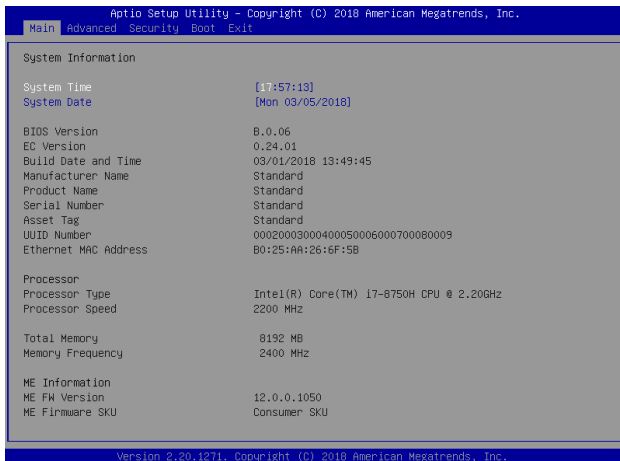 Aptio Setup Utility – Copyright (C) 2018 American Megatrends, Inc.
Main Advanced Security Boot Exit
System Information
System Time [17:57:13]
System Date [Mon 03/05/2018]
BIOS Version B.0.06
EC Version 0.24.01
Build Date and Time 03/01/2018 13:49:45
Manufacturer Name Standard
Product Name Standard
Serial Number Standard
Asset Tag Standard
UUID Number 00020003000400050006000700080009
Ethernet MAC Address B0:25:AA:26:6F:5B
Processor
Processor Type Intel(R) Core(TM) i7-8750H CPU @ 2.20GHz
Processor Speed 2200 MHz
Total Memory 8192 MB
Memory Frequency 2400 MHz
ME Information
ME FW Version 12.0.0.1050
ME Firmware SKU Consumer SKU
Version 2.20.1271. Copyright (C) 2018 American Megatrends, Inc.